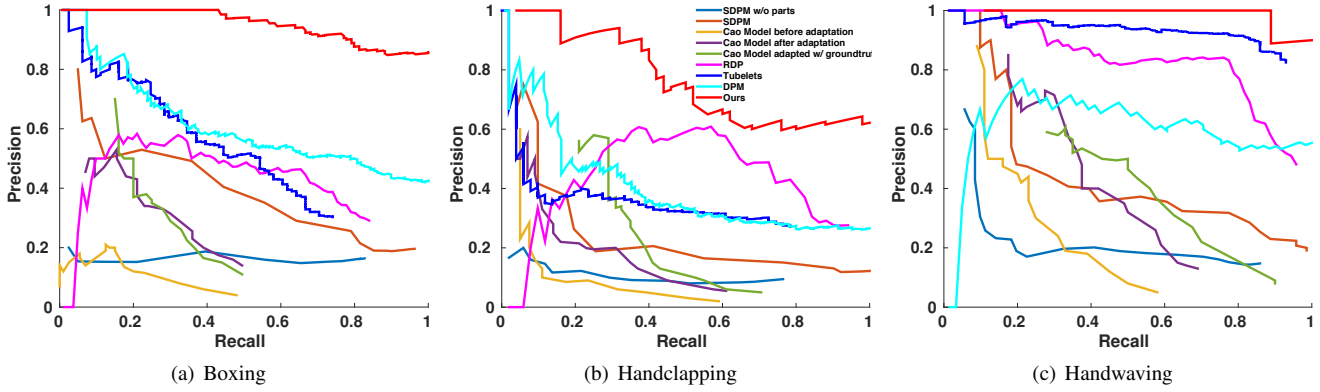 Precision
1
0.8
0.6
0.4
0.2
0
0 0.2 0.4 0.6 0.8 1
Recall
(a) Boxing
Precision
1
0.8
0.6
0.4
0.2
0
0 0.2 0.4 0.6 0.8 1
Recall
SDPM w/o parts
SDPM
Cao Model before adaptation
Cao Model after adaptation
Cao Model adapted w/ groundtrut
RDP
Tubelets
DPM
Ours
(b) Handclapping
Precision
1
0.8
0.6
0.4
0.2
0
0 0.2 0.4 0.6 0.8 1
Recall
(c) Handwaving